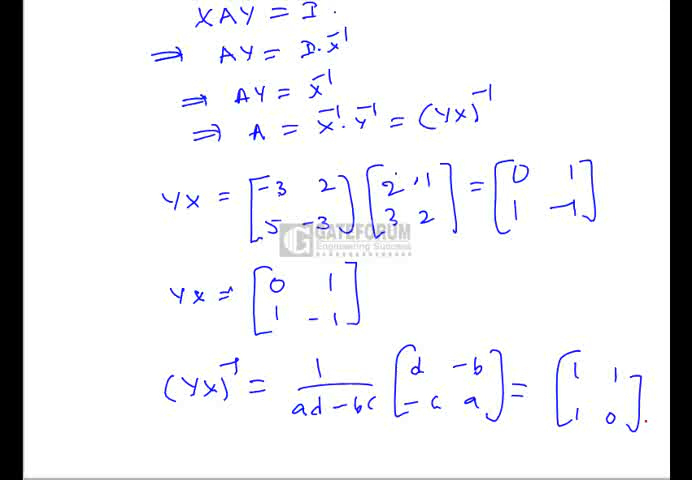 XAY = I.
⇒ AY = I·X⁻¹
⇒ AY = X⁻¹
⇒ A = X⁻¹·Y⁻¹ = (YX)⁻¹
YX = [-3 2; 5 -3] [2 1; 3 2] = [0 1; 1 -1]
GATEFORUM
Engineering Success
YX = [0 1; 1 -1]
(YX)⁻¹ = 1/(ad-bc) [d -b; -c a] = [1 1; 1 0].